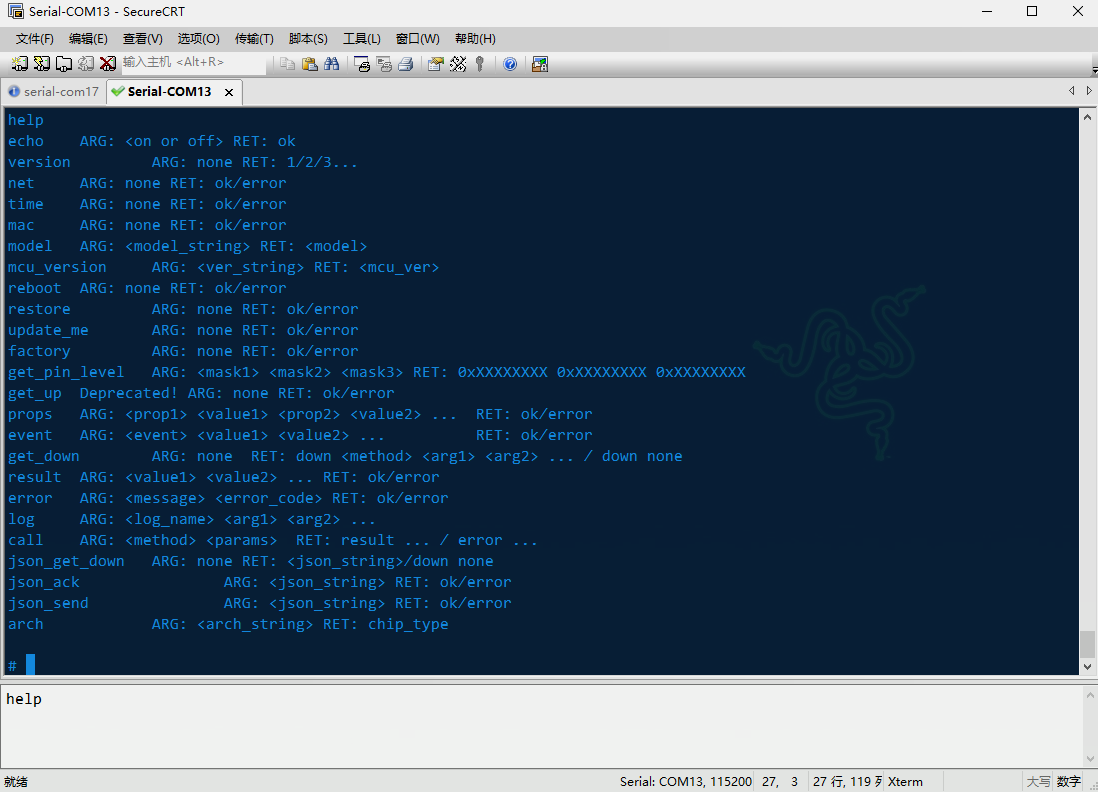 Serial-COM13 - SecureCRT
文件(F) 编辑(E) 查看(V) 选项(O) 传输(T) 脚本(S) 工具(L) 窗口(W) 帮助(H)
输入主机 <Alt+R>
serial-com17 Serial-COM13
help
echo ARG: <on or off> RET: ok
version ARG: none RET: 1/2/3...
net ARG: none RET: ok/error
time ARG: none RET: ok/error
mac ARG: none RET: ok/error
model ARG: <model_string> RET: <model>
mcu_version ARG: <ver_string> RET: <mcu_ver>
reboot ARG: none RET: ok/error
restore ARG: none RET: ok/error
update_me ARG: none RET: ok/error
factory ARG: none RET: ok/error
get_pin_level ARG: <mask1> <mask2> <mask3> RET: 0xXXXXXXXX 0xXXXXXXXX 0xXXXXXXXX
get_up Deprecated! ARG: none RET: ok/error
props ARG: <prop1> <value1> <prop2> <value2> ... RET: ok/error
event ARG: <event> <value1> <value2> ... RET: ok/error
get_down ARG: none RET: down <method> <arg1> <arg2> ... / down none
result ARG: <value1> <value2> ... RET: ok/error
error ARG: <message> <error_code> RET: ok/error
log ARG: <log_name> <arg1> <arg2> ...
call ARG: <method> <params> RET: result ... / error ...
json_get_down ARG: none RET: <json_string>/down none
json_ack ARG: <json_string> RET: ok/error
json_send ARG: <json_string> RET: ok/error
arch ARG: <arch_string> RET: chip_type
#
help
就绪 Serial: COM13, 115200 27, 3 27 行, 119 列 Xterm 大写 数字